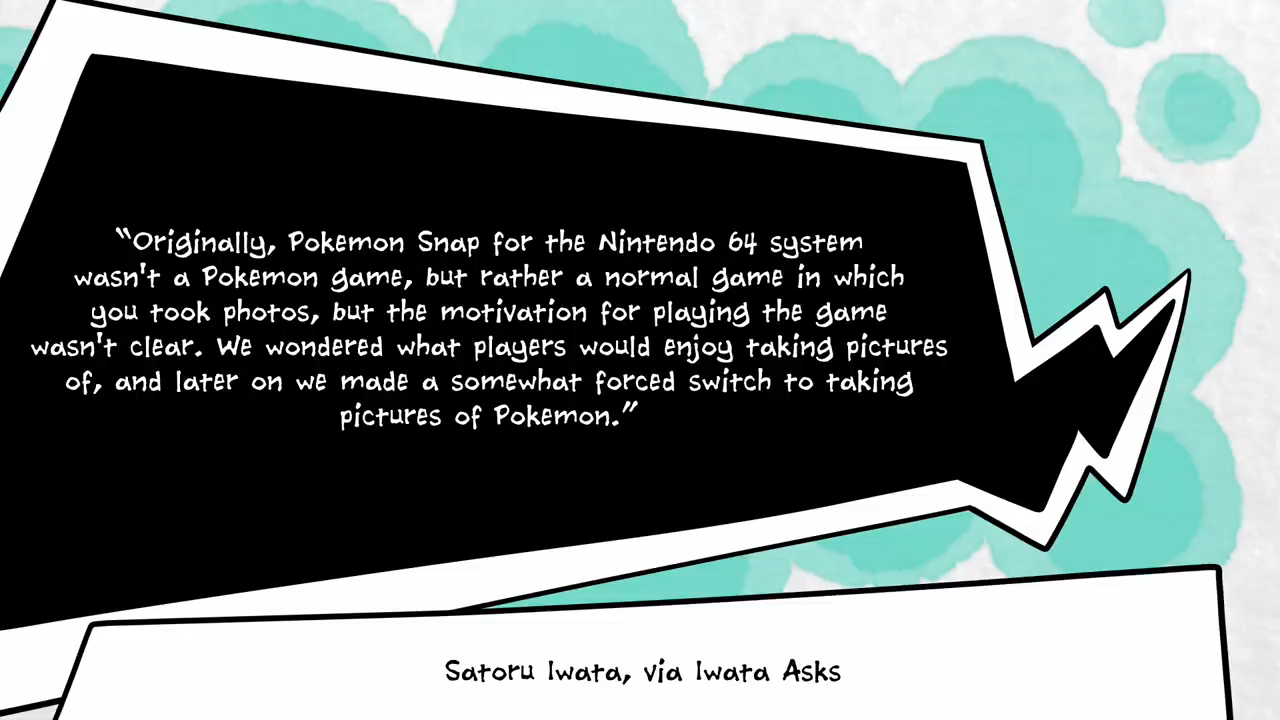 “Originally, Pokemon Snap for the Nintendo 64 system
wasn't a Pokemon game, but rather a normal game in which
you took photos, but the motivation for playing the game
wasn't clear. We wondered what players would enjoy taking pictures
of, and later on we made a somewhat forced switch to taking
pictures of Pokemon.”
Satoru Iwata, via Iwata Asks